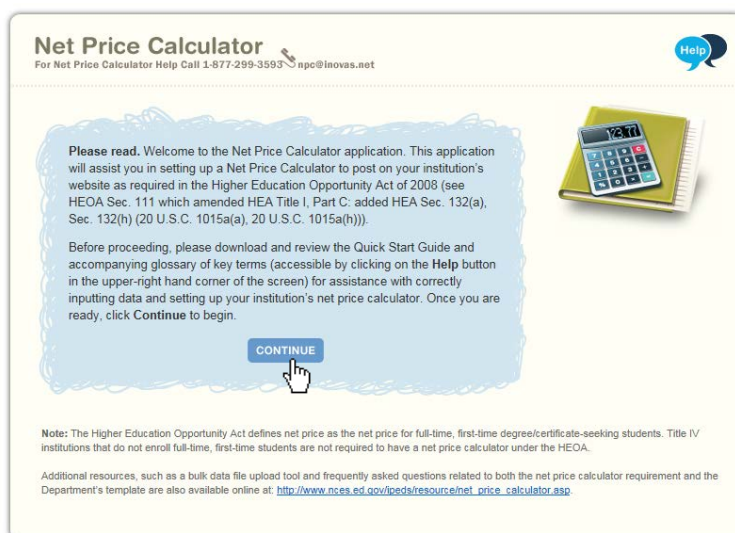 Net Price Calculator
For Net Price Calculator Help Call 1-877-299-3593 npc@inovas.net
Help
123.77
Please read. Welcome to the Net Price Calculator application. This application
will assist you in setting up a Net Price Calculator to post on your institution's
website as required in the Higher Education Opportunity Act of 2008 (see
HEOA Sec. 111 which amended HEA Title I, Part C: added HEA Sec. 132(a),
Sec. 132(h) (20 U.S.C. 1015a(a), 20 U.S.C. 1015a(h))).
Before proceeding, please download and review the Quick Start Guide and
accompanying glossary of key terms (accessible by clicking on the Help button
in the upper-right hand corner of the screen) for assistance with correctly
inputting data and setting up your institution's net price calculator. Once you are
ready, click Continue to begin.
CONTINUE
Note: The Higher Education Opportunity Act defines net price as the net price for full-time, first-time degree/certificate-seeking students. Title IV
institutions that do not enroll full-time, first-time students are not required to have a net price calculator under the HEOA.
Additional resources, such as a bulk data file upload tool and frequently asked questions related to both the net price calculator requirement and the
Department's template are also available online at: http://www.nces.ed.gov/ipeds/resource/net_price_calculator.asp.